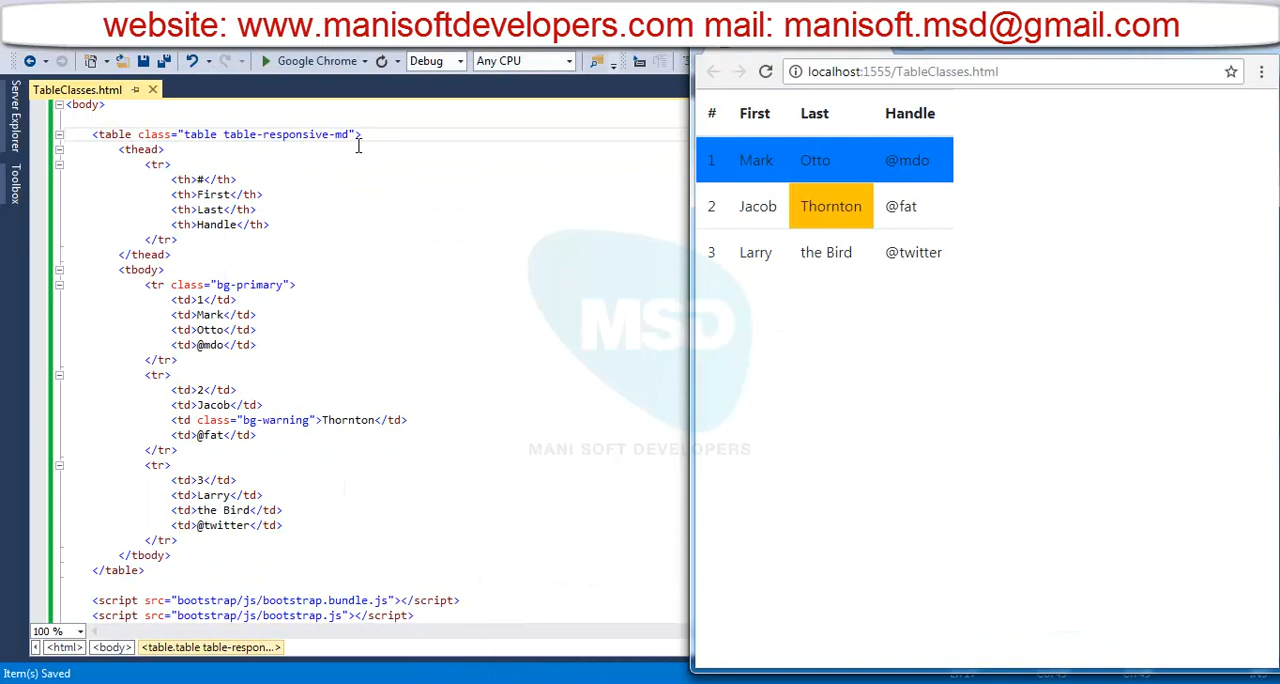 website: www.manisoftdevelopers.com mail: manisoft.msd@gmail.com
Google Chrome Debug Any CPU
localhost:1555/TableClasses.html
Server Explorer
Toolbox
TableClasses.html
<body>
<table class="table table-responsive-md">
<thead>
<tr>
<th>#</th>
<th>First</th>
<th>Last</th>
<th>Handle</th>
</tr>
</thead>
<tbody>
<tr class="bg-primary">
<td>1</td>
<td>Mark</td>
<td>Otto</td>
<td>@mdo</td>
</tr>
<tr>
<td>2</td>
<td>Jacob</td>
<td class="bg-warning">Thornton</td>
<td>@fat</td>
</tr>
<tr>
<td>3</td>
<td>Larry</td>
<td>the Bird</td>
<td>@twitter</td>
</tr>
</tbody>
</table>
<script src="bootstrap/js/bootstrap.bundle.js"></script>
<script src="bootstrap/js/bootstrap.js"></script>
100 %
<html> <body> <table.table table-respon...>
Item(s) Saved
# First Last Handle
1 Mark Otto @mdo
2 Jacob Thornton @fat
3 Larry the Bird @twitter
MSD
MANI SOFT DEVELOPERS